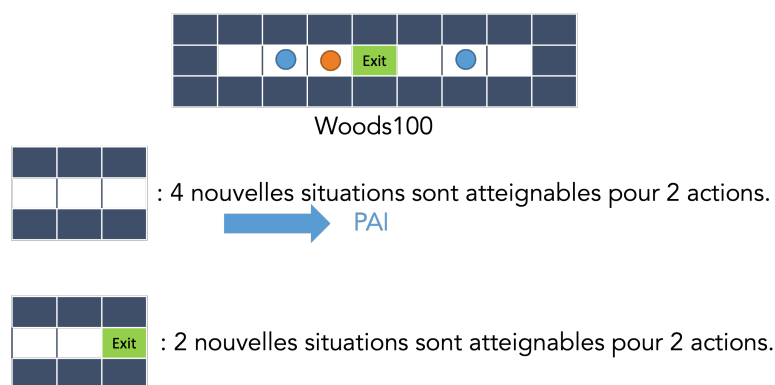 Exit
Woods100
: 4 nouvelles situations sont atteignables pour 2 actions.
PAI
Exit
: 2 nouvelles situations sont atteignables pour 2 actions.